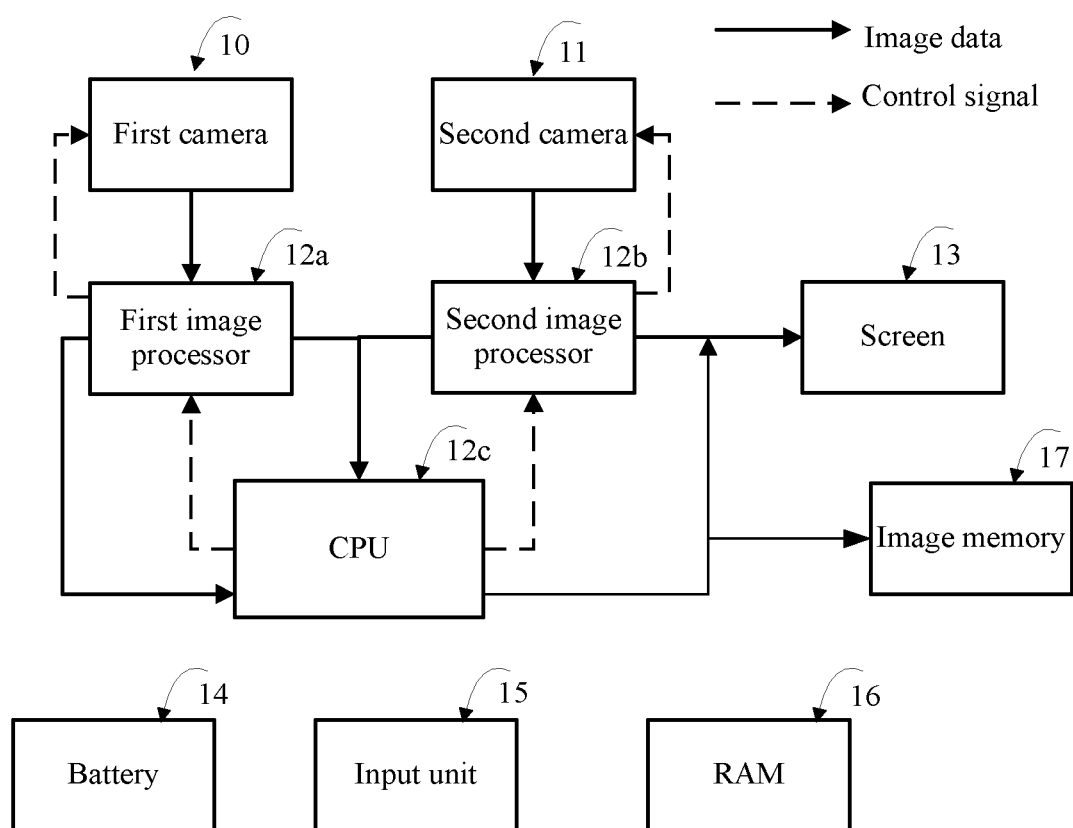 10
11
Image data
Control signal
First camera
Second camera
12a
12b
13
First image
processor
Second image
processor
Screen
12c
17
CPU
Image memory
14
15
16
Battery
Input unit
RAM